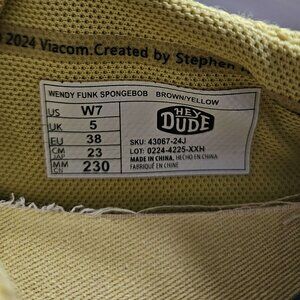 2024 Viacom. Created by Stephen
WENDY FUNK SPONGEBOB BROWN/YELLOW
US W7
UK 5
EU 38
CM JAP 23
MM 230
HEY DUDE
SKU: 43067-24J
LOT: 0224-4225-XXH
MADE IN CHINA, HECHO EN CHINA
FABRIQUÉ EN CHINE